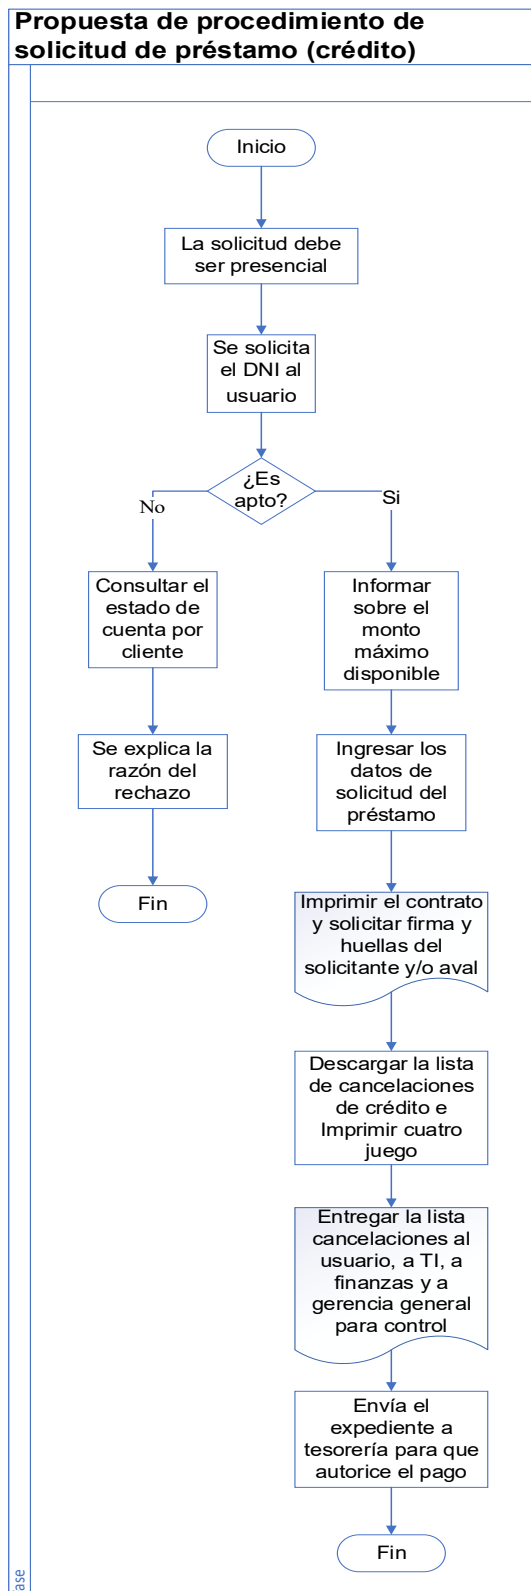 Propuesta de procedimiento de
solicitud de préstamo (crédito)
Inicio
La solicitud debe
ser presencial
Se solicita
el DNI al
usuario
¿Es
apto?
No
Si
Consultar el
estado de
cuenta por
cliente
Informar
sobre el
monto
máximo
disponible
Se explica la
razón del
rechazo
Ingresar los
datos de
solicitud del
préstamo
Fin
Imprimir el contrato
y solicitar firma y
huellas del
solicitante y/o aval
Descargar la lista
de cancelaciones
de crédito e
Imprimir cuatro
juego
Entregar la lista
cancelaciones al
usuario, a TI, a
finanzas y a
gerencia general
para control
Envía el
expediente a
tesorería para que
autorice el pago
Fin
ase